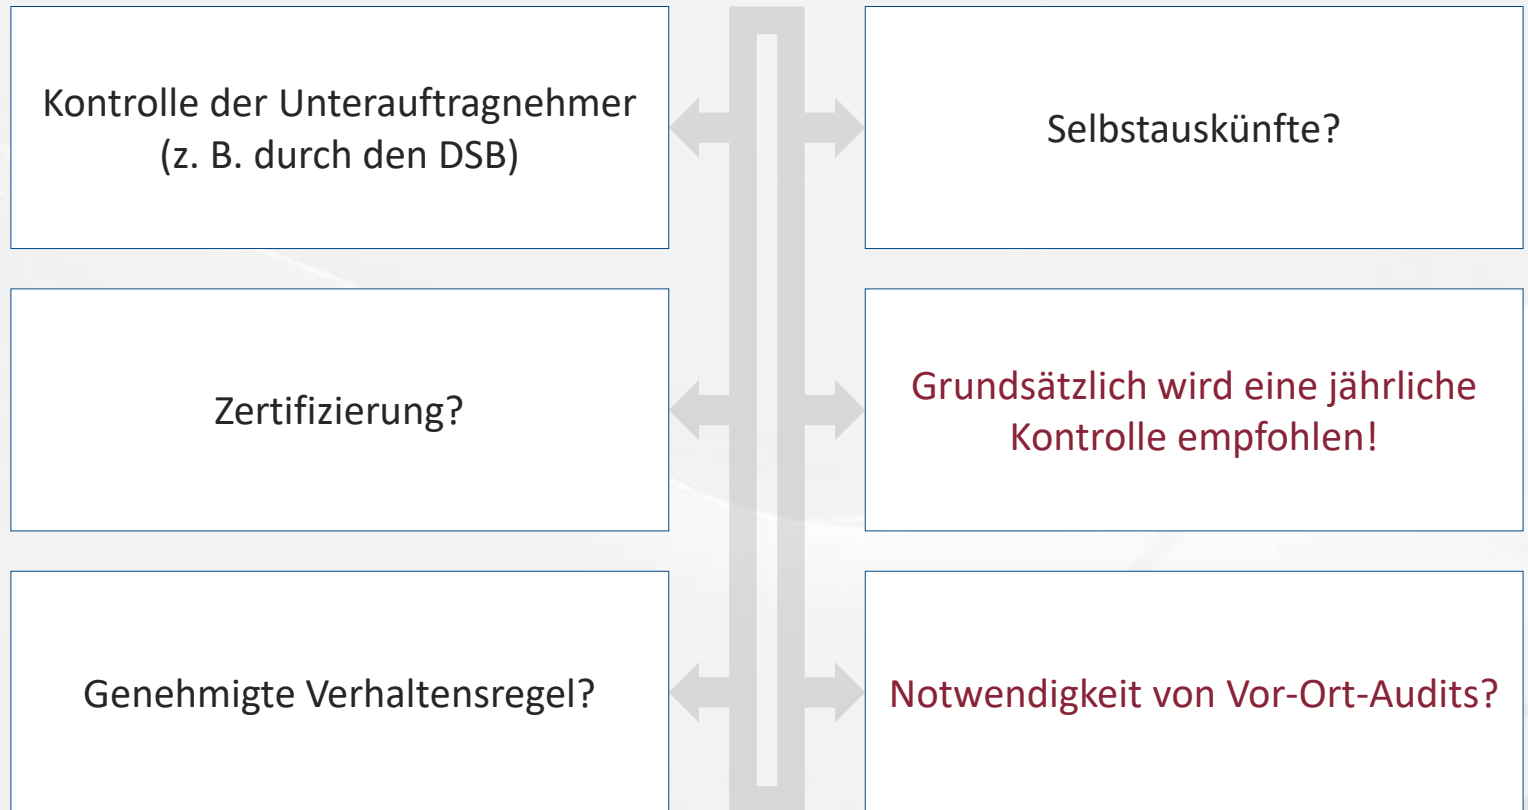 Kontrolle der Unterauftragnehmer
(z. B. durch den DSB)
Selbstauskünfte?
Zertifizierung?
Grundsätzlich wird eine jährliche
Kontrolle empfohlen!
Genehmigte Verhaltensregel?
Notwendigkeit von Vor-Ort-Audits?